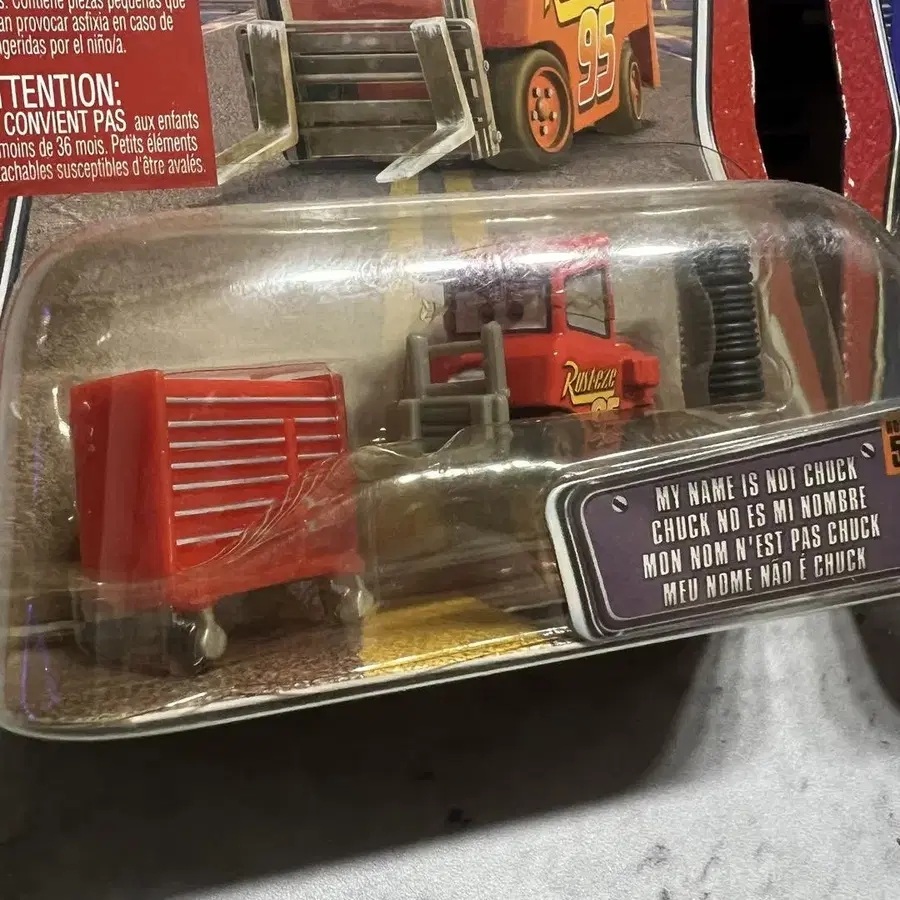 s. Contiene piezas pequeñas que
an provocar asfixia en caso de
geridas por el niño/a.
TTENTION:
CONVIENT PAS aux enfants
moins de 36 mois. Petits éléments
tachables susceptibles d'être avalés.
95
Rust-eze
95
MY NAME IS NOT CHUCK
CHUCK NO ES MI NOMBRE
MON NOM N'EST PAS CHUCK
MEU NOME NÃO É CHUCK